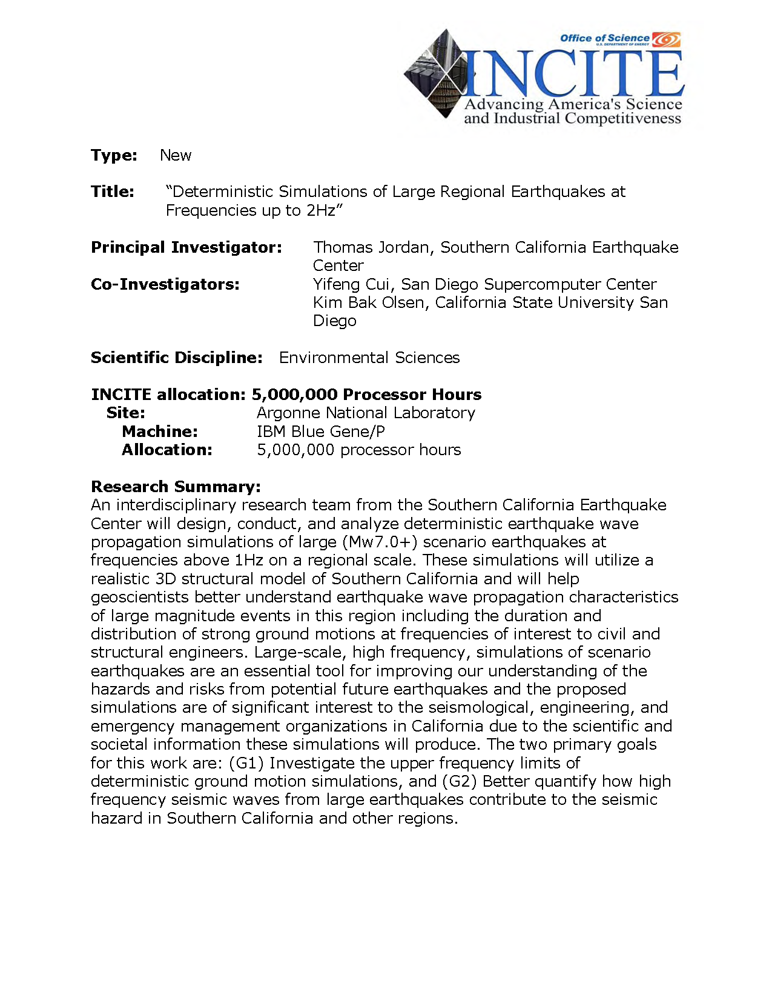 Office of Science
U.S. DEPARTMENT OF ENERGY
INCITE
Advancing America's Science
and Industrial Competitiveness
Type: New
Title: “Deterministic Simulations of Large Regional Earthquakes at
Frequencies up to 2Hz”
Principal Investigator: Thomas Jordan, Southern California Earthquake
Center
Co-Investigators: Yifeng Cui, San Diego Supercomputer Center
Kim Bak Olsen, California State University San
Diego
Scientific Discipline: Environmental Sciences
INCITE allocation: 5,000,000 Processor Hours
Site: Argonne National Laboratory
Machine: IBM Blue Gene/P
Allocation: 5,000,000 processor hours
Research Summary:
An interdisciplinary research team from the Southern California Earthquake
Center will design, conduct, and analyze deterministic earthquake wave
propagation simulations of large (Mw7.0+) scenario earthquakes at
frequencies above 1Hz on a regional scale. These simulations will utilize a
realistic 3D structural model of Southern California and will help
geoscientists better understand earthquake wave propagation characteristics
of large magnitude events in this region including the duration and
distribution of strong ground motions at frequencies of interest to civil and
structural engineers. Large-scale, high frequency, simulations of scenario
earthquakes are an essential tool for improving our understanding of the
hazards and risks from potential future earthquakes and the proposed
simulations are of significant interest to the seismological, engineering, and
emergency management organizations in California due to the scientific and
societal information these simulations will produce. The two primary goals
for this work are: (G1) Investigate the upper frequency limits of
deterministic ground motion simulations, and (G2) Better quantify how high
frequency seismic waves from large earthquakes contribute to the seismic
hazard in Southern California and other regions.